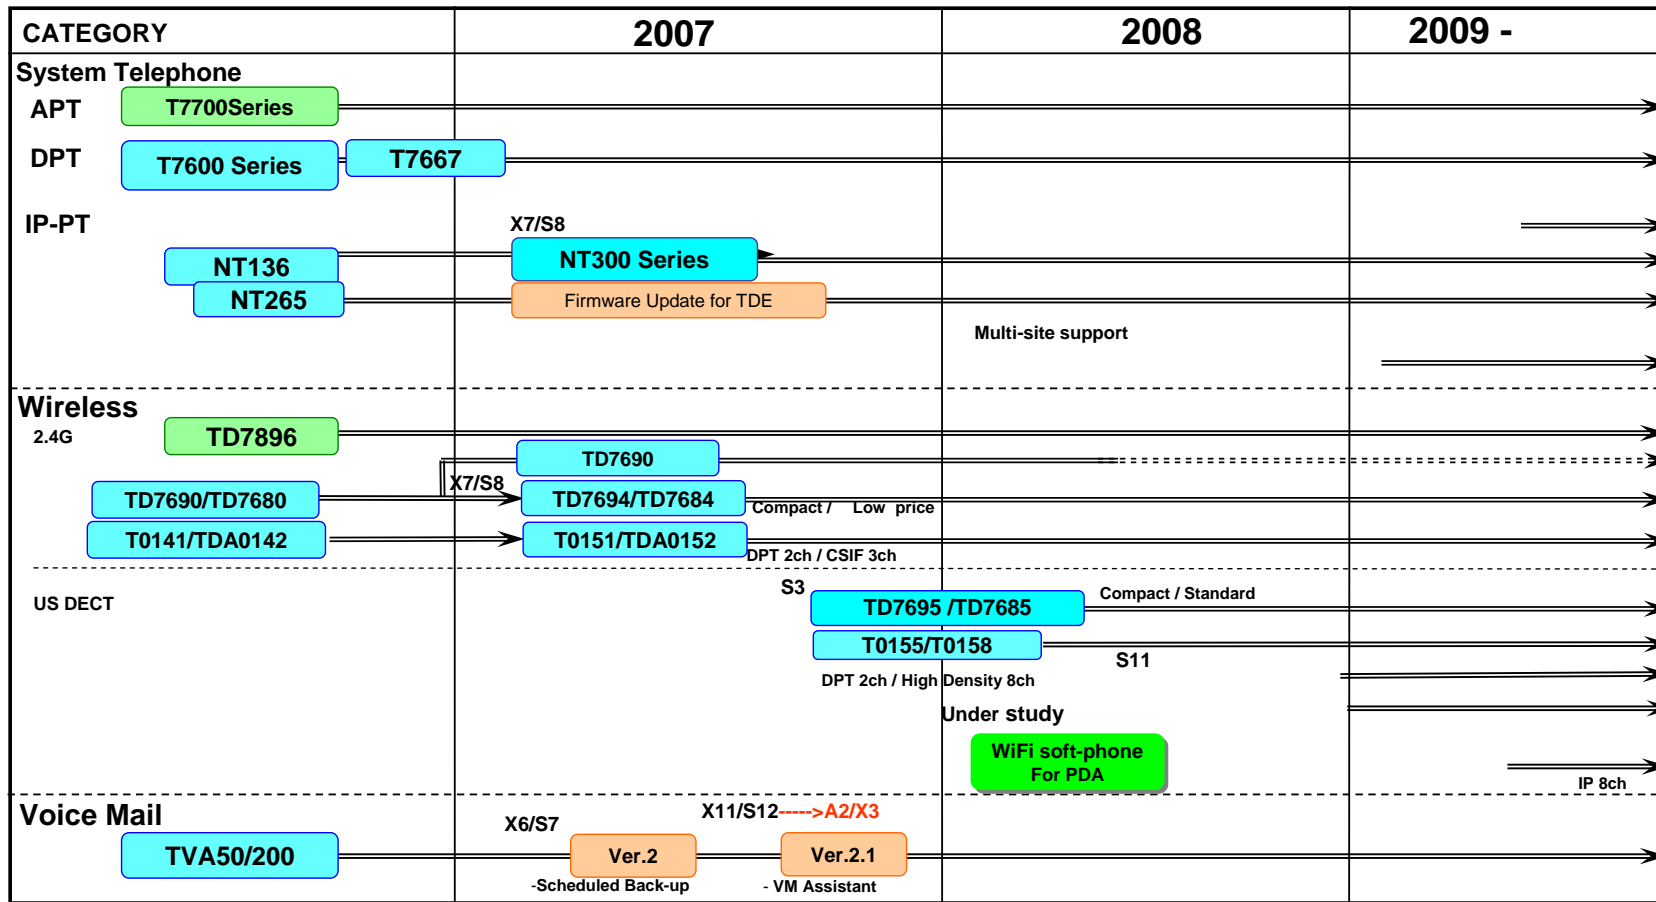 CATEGORY
2007
2008
2009 -
System Telephone
APT
T7700Series
DPT
T7600 Series
T7667
IP-PT
X7/S8
NT136
NT300 Series
NT265
Firmware Update for TDE
Multi-site support
Wireless
2.4G
TD7896
TD7690
X7/S8
TD7690/TD7680
TD7694/TD7684
Compact / Low price
T0141/TDA0142
T0151/TDA0152
DPT 2ch / CSIF 3ch
US DECT
S3
TD7695 /TD7685
Compact / Standard
T0155/T0158
S11
DPT 2ch / High Density 8ch
Under study
WiFi soft-phone
For PDA
IP 8ch
Voice Mail
X11/S12----->A2/X3
X6/S7
TVA50/200
Ver.2
Ver.2.1
-Scheduled Back-up
- VM Assistant